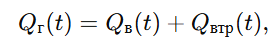 Qг(t) = Qв(t) + Qвтр(t),